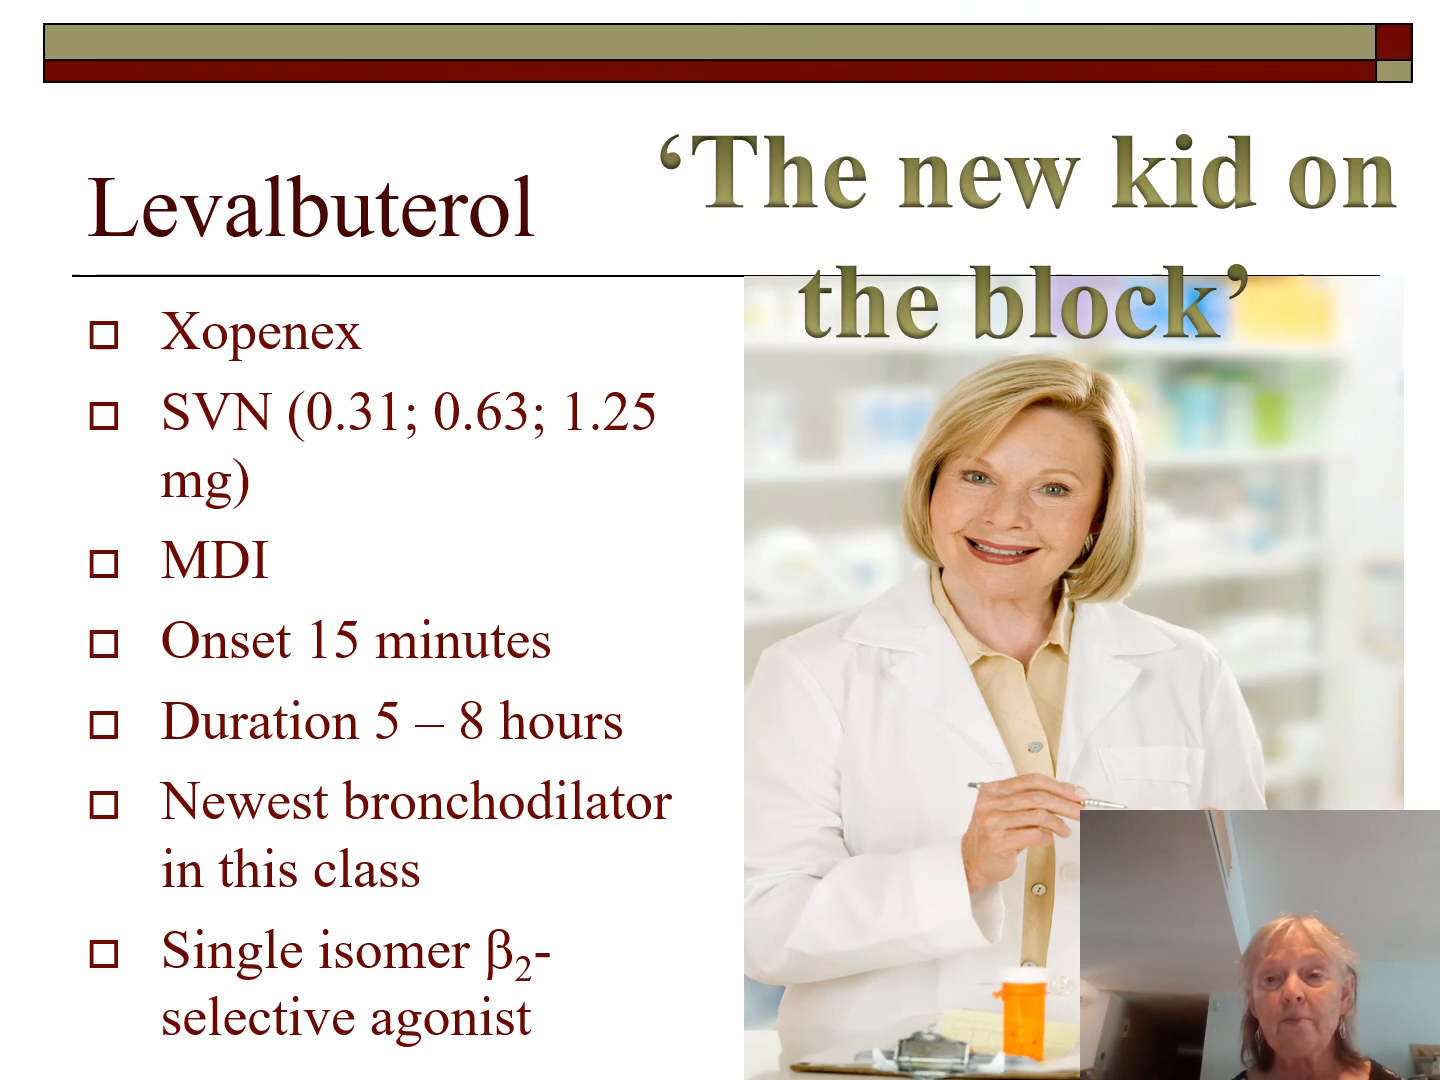 Levalbuterol
‘The new kid on
the block’
Xopenex
SVN (0.31; 0.63; 1.25
mg)
MDI
Onset 15 minutes
Duration 5 – 8 hours
Newest bronchodilator
in this class
Single isomer β₂-
selective agonist